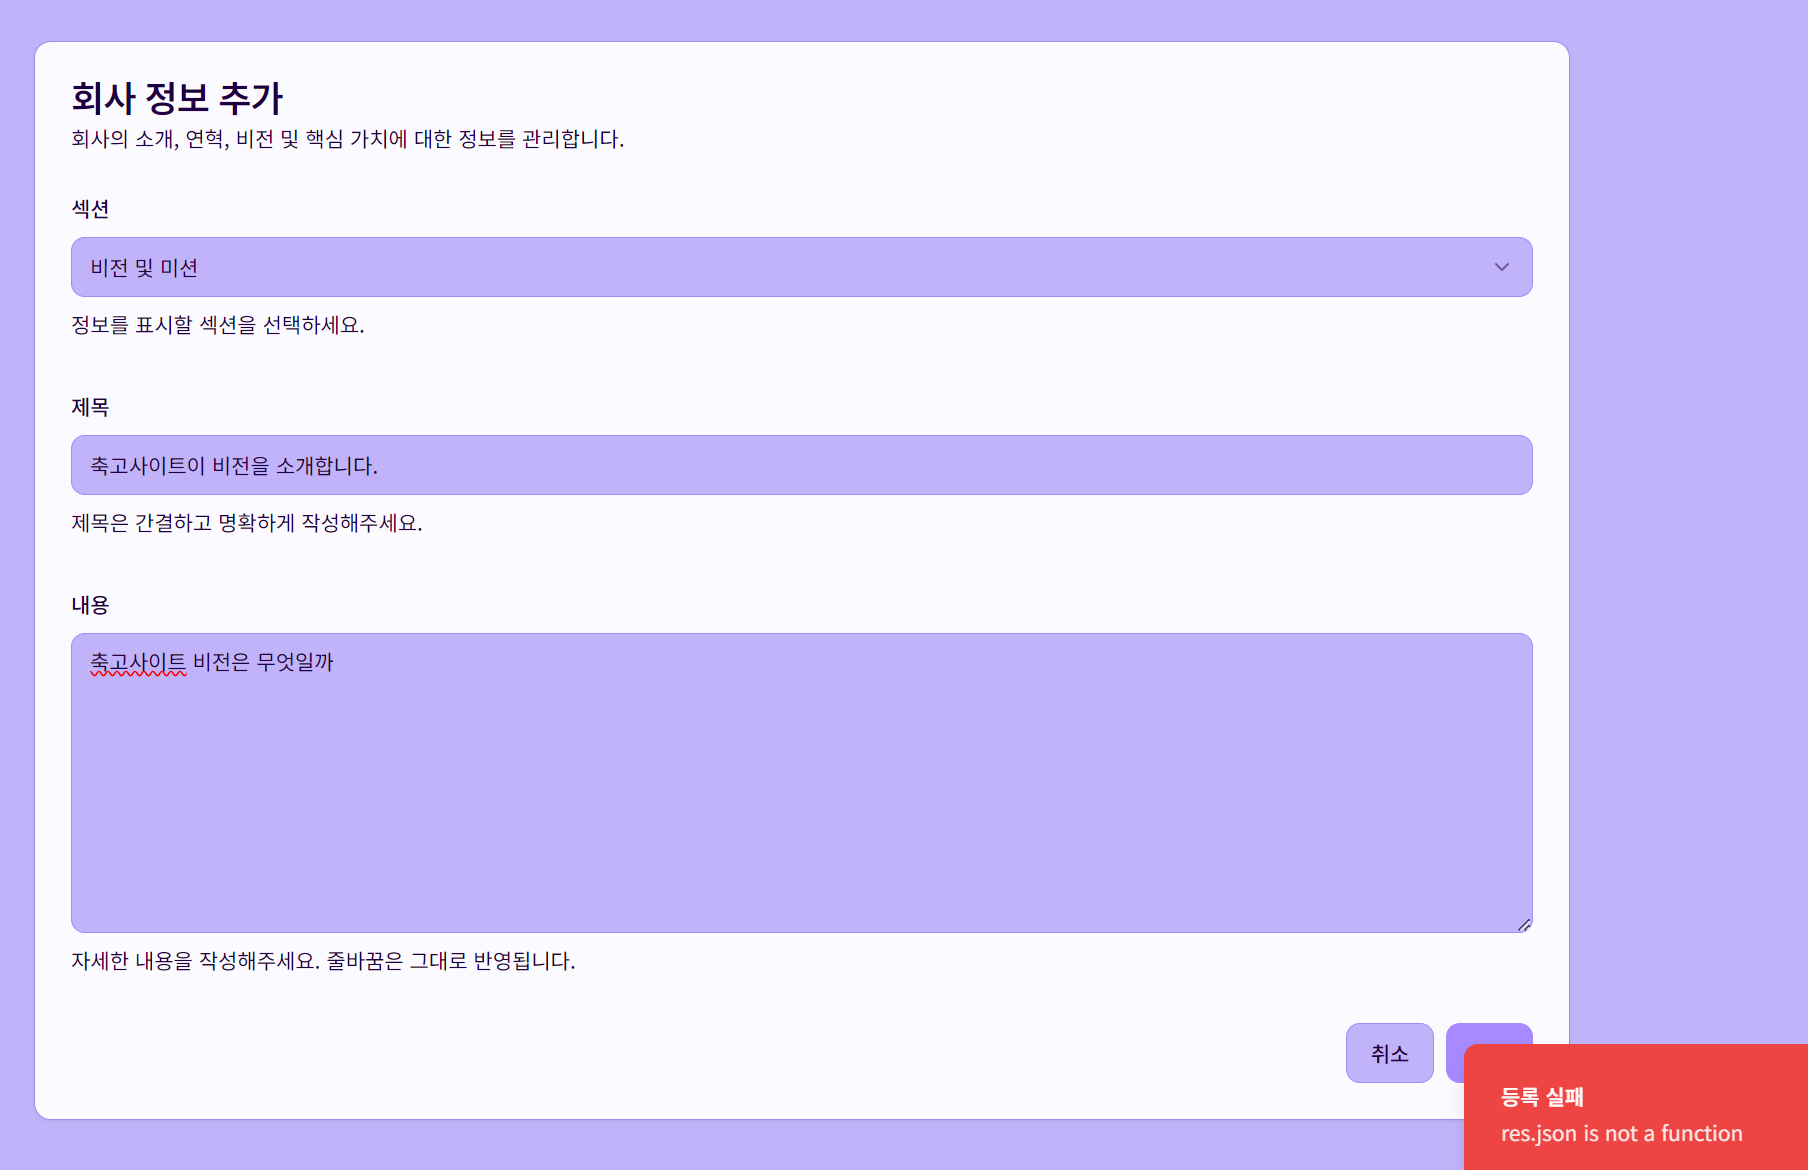 회사 정보 추가
회사의 소개, 연혁, 비전 및 핵심 가치에 대한 정보를 관리합니다.
섹션
비전 및 미션
정보를 표시할 섹션을 선택하세요.
제목
축고사이트이 비전을 소개합니다.
제목은 간결하고 명확하게 작성해주세요.
내용
축고사이트 비전은 무엇일까
자세한 내용을 작성해주세요. 줄바꿈은 그대로 반영됩니다.
취소
등록 실패
res.json is not a function